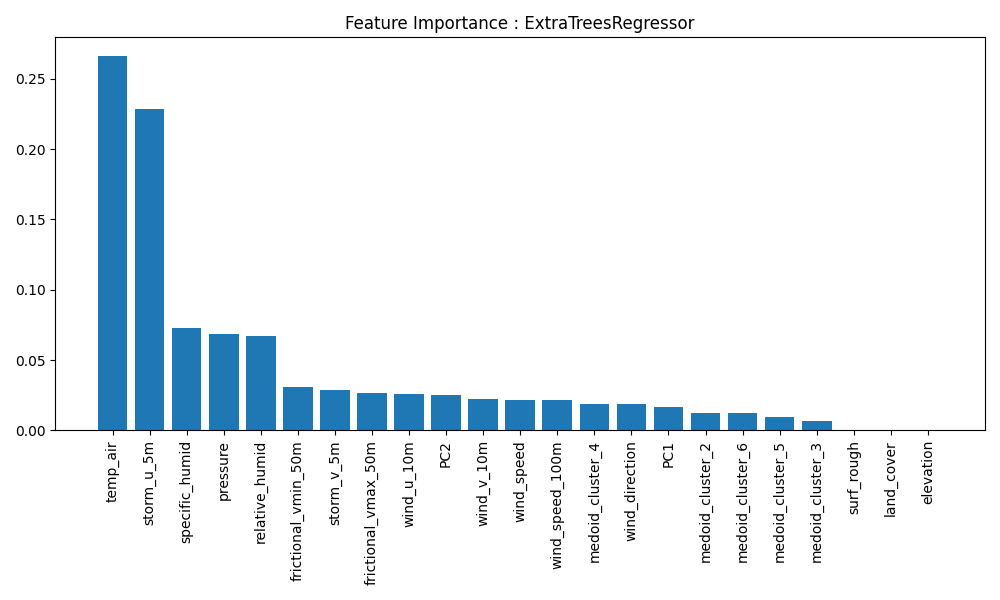 Feature Importance : ExtraTreesRegressor
0.25
0.20
0.15
0.10
0.05
0.00
temp_air
storm_u_5m
specific_humid
pressure
relative_humid
frictional_vmin_50m
storm_v_5m
frictional_vmax_50m
wind_u_10m
PC2
wind_v_10m
wind_speed
wind_speed_100m
medoid_cluster_4
wind_direction
PC1
medoid_cluster_2
medoid_cluster_6
medoid_cluster_5
medoid_cluster_3
surf_rough
land_cover
elevation